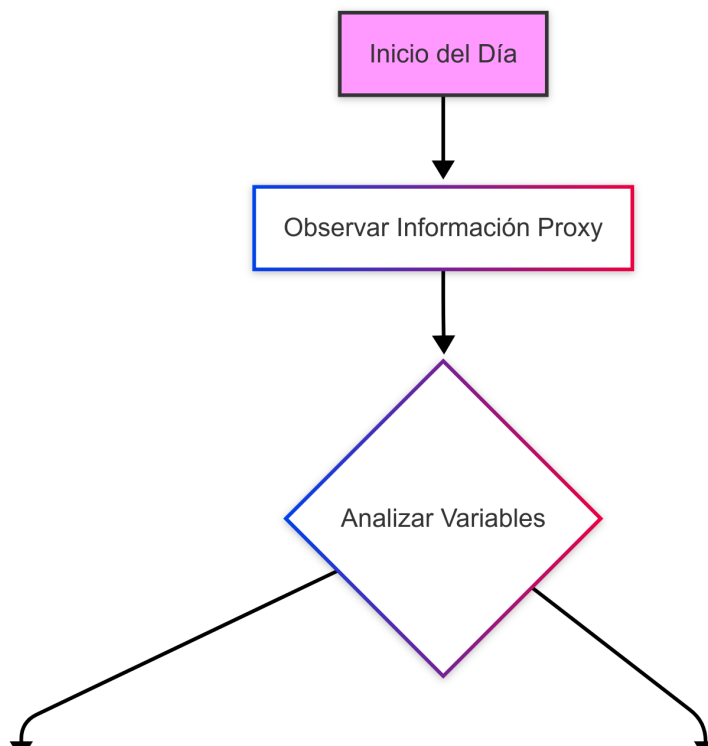 Inicio del Día
Observar Información Proxy
Analizar Variables